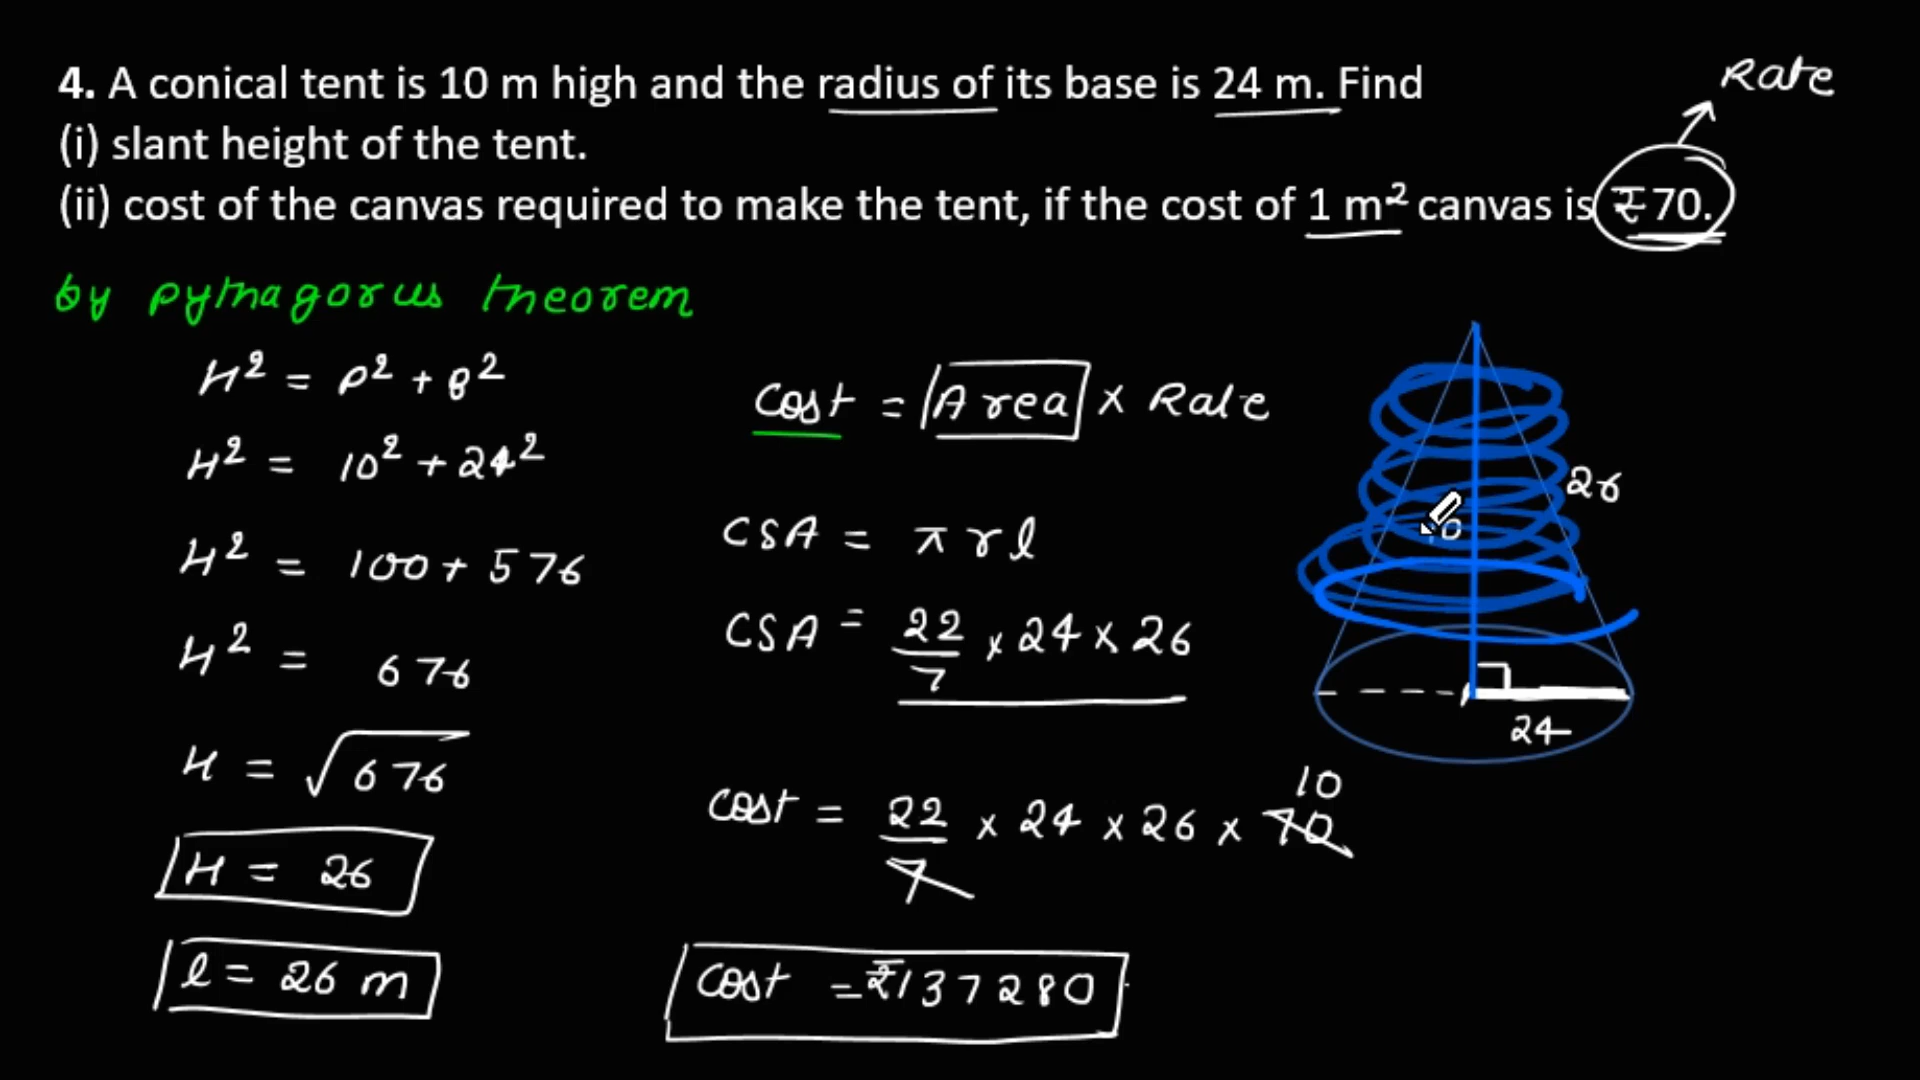 4. A conical tent is 10 m high and the radius of its base is 24 m. Find
Rate
(i) slant height of the tent.
(ii) cost of the canvas required to make the tent, if the cost of 1 m² canvas is ₹70.
by pythagorus theorem
H² = P² + B²
H² = 10² + 24²
H² = 100 + 576
H² = 676
H = √676
H = 26
l = 26 m
Cost = Area × Rate
CSA = πrl
CSA = 22/7 × 24 × 26
10
Cost = 22/7 × 24 × 26 × 70
Cost = ₹137280
26
24